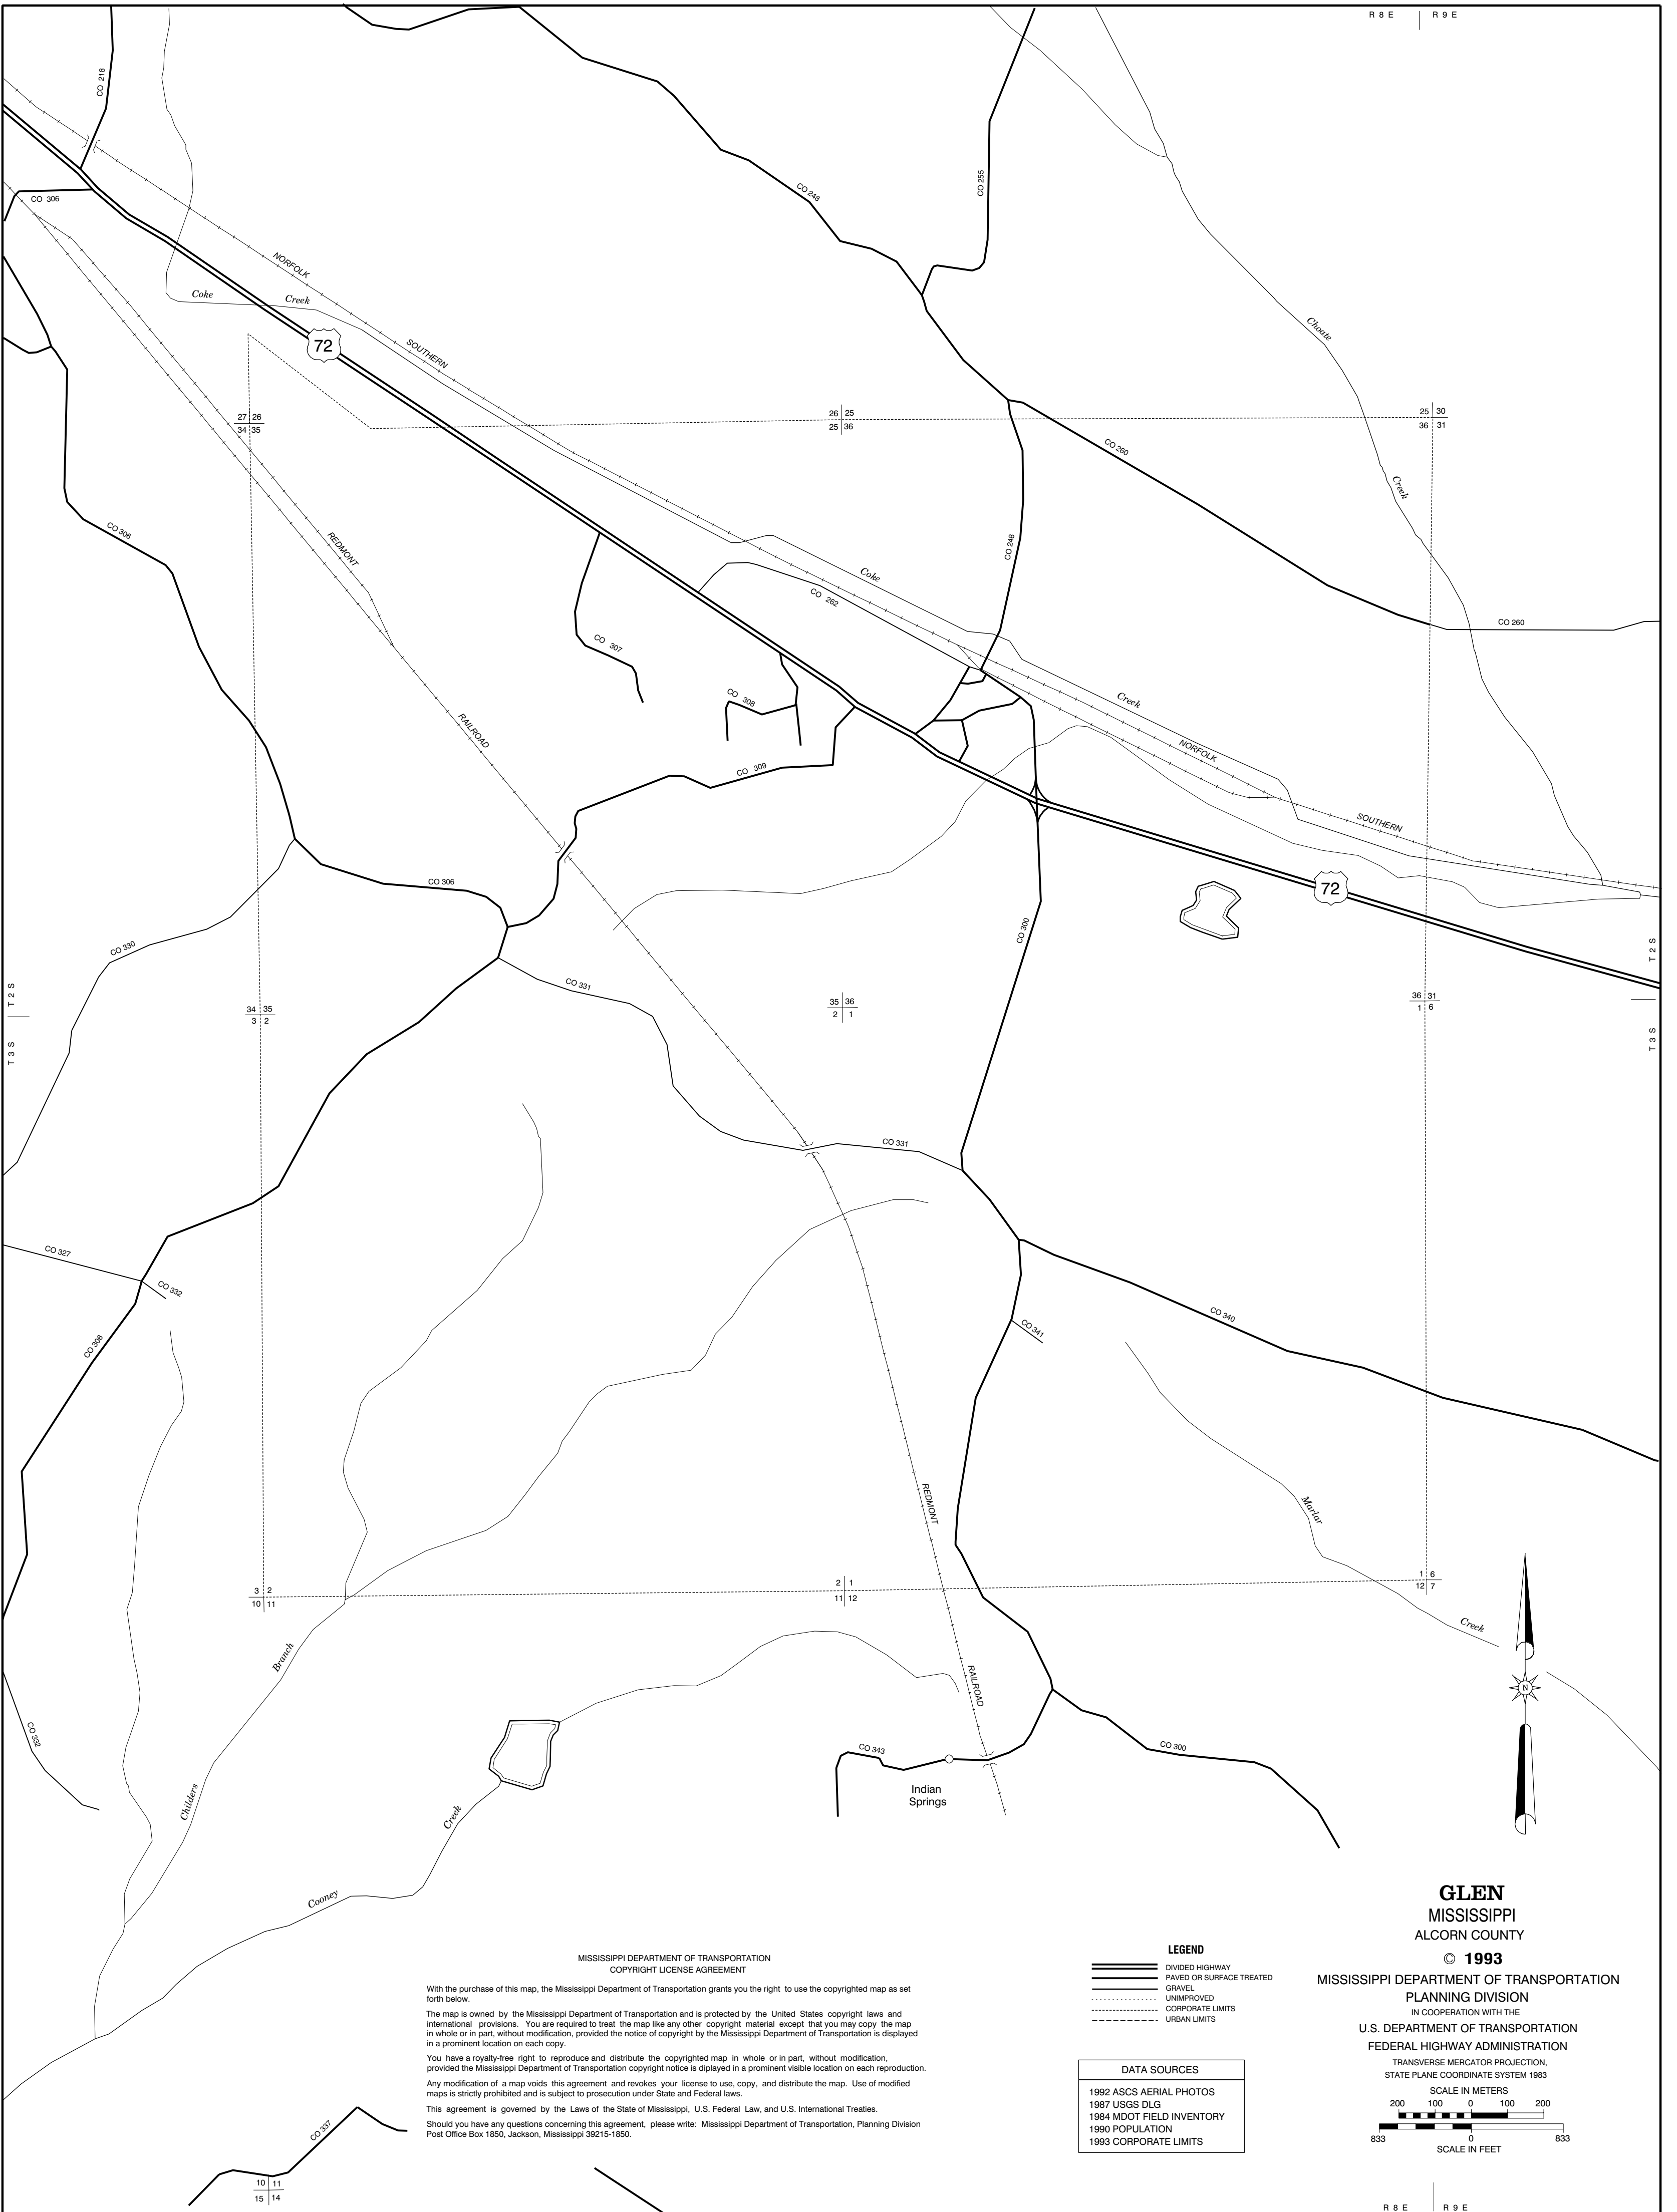 R 8 E R 9 E
CO 218
CO 306
CO 248
CO 255
NORFOLK
Coke Creek
72
SOUTHERN
Choate
27 26
34 35
26 25
25 36
25 30
36 31
CO 260
Creek
CO 306
REDMONT
CO 248
Coke
CO 262
CO 260
CO 307
CO 308
Creek
RAILROAD
NORFOLK
CO 309
SOUTHERN
CO 306
72
CO 300
CO 330
T 2 S
T 2 S
CO 331
34 35
3 2
35 36
2 1
36 31
1 6
T 3 S
T 3 S
CO 331
CO 327
CO 332
CO 306
CO 341
CO 340
REDMONT
Marlar
3 2
10 11
2 1
11 12
1 6
12 7
Creek
Branch
RAILROAD
N
CO 332
CO 343
CO 300
Indian
Springs
Childers
Creek
Cooney
GLEN
MISSISSIPPI
ALCORN COUNTY
© 1993
MISSISSIPPI DEPARTMENT OF TRANSPORTATION
PLANNING DIVISION
IN COOPERATION WITH THE
U.S. DEPARTMENT OF TRANSPORTATION
FEDERAL HIGHWAY ADMINISTRATION
TRANSVERSE MERCATOR PROJECTION,
STATE PLANE COORDINATE SYSTEM 1983
SCALE IN METERS
200 100 0 100 200
833 0 833
SCALE IN FEET
LEGEND
DIVIDED HIGHWAY
PAVED OR SURFACE TREATED
GRAVEL
UNIMPROVED
CORPORATE LIMITS
URBAN LIMITS
DATA SOURCES
1992 ASCS AERIAL PHOTOS
1987 USGS DLG
1984 MDOT FIELD INVENTORY
1990 POPULATION
1993 CORPORATE LIMITS
MISSISSIPPI DEPARTMENT OF TRANSPORTATION
COPYRIGHT LICENSE AGREEMENT
With the purchase of this map, the Mississippi Department of Transportation grants you the right to use the copyrighted map as set
forth below.
The map is owned by the Mississippi Department of Transportation and is protected by the United States copyright laws and
international provisions. You are required to treat the map like any other copyright material except that you may copy the map
in whole or in part, without modification, provided the notice of copyright by the Mississippi Department of Transportation is displayed
in a prominent location on each copy.
You have a royalty-free right to reproduce and distribute the copyrighted map in whole or in part, without modification,
provided the Mississippi Department of Transportation copyright notice is diplayed in a prominent visible location on each reproduction.
Any modification of a map voids this agreement and revokes your license to use, copy, and distribute the map. Use of modified
maps is strictly prohibited and is subject to prosecution under State and Federal laws.
This agreement is governed by the Laws of the State of Mississippi, U.S. Federal Law, and U.S. International Treaties.
Should you have any questions concerning this agreement, please write: Mississippi Department of Transportation, Planning Division
Post Office Box 1850, Jackson, Mississippi 39215-1850.
CO 337
10 11
15 14
R 8 E R 9 E